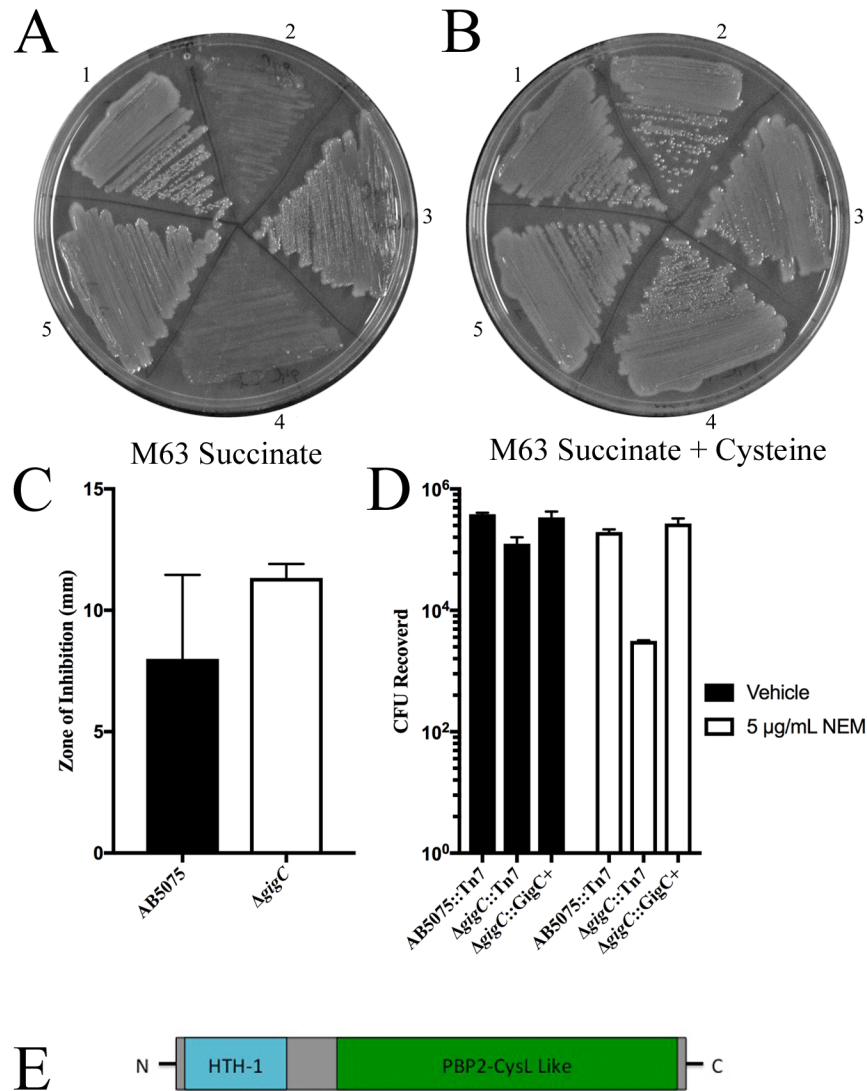 A
B
1
2
3
4
5
1
2
3
4
5
M63 Succinate
M63 Succinate + Cysteine
C
D
Zone of Inhibition (mm)
15
10
5
0
AB5075
ΔgigC
CFU Recoverd
10⁶
10⁴
10²
10⁰
AB5075::Tn7
ΔgigC::Tn7
ΔgigC::GigC+
AB5075::Tn7
ΔgigC::Tn7
ΔgigC::GigC+
Vehicle
5 µg/mL NEM
E
N
HTH-1
PBP2-CysL Like
C